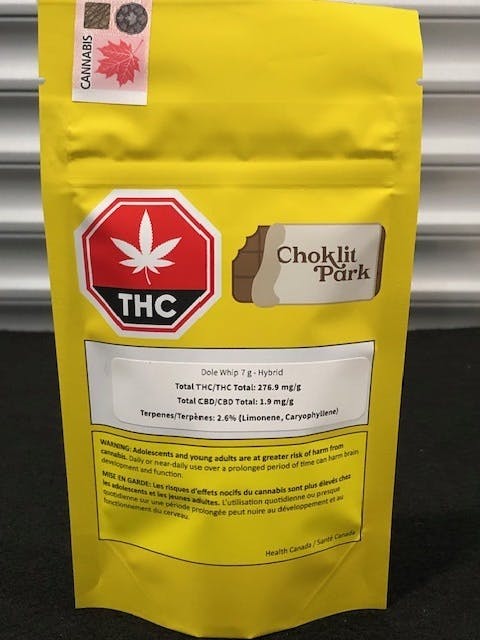 CANNABIS
THC
Choklit
Park
Dole Whip 7 g - Hybrid
Total THC/THC Total: 276.9 mg/g
Total CBD/CBD Total: 1.9 mg/g
Terpenes/Terpènes: 2.6% (Limonene, Caryophyllene)
WARNING: Adolescents and young adults are at greater risk of harm from
cannabis. Daily or near-daily use over a prolonged period of time can harm brain
development and function.
MISE EN GARDE: Les risques d'effets nocifs du cannabis sont plus élevés chez
les adolescents et les jeunes adultes. L'utilisation quotidienne ou presque
quotidienne sur une période prolongée peut nuire au développement et au
fonctionnement du cerveau.
Health Canada / Santé Canada